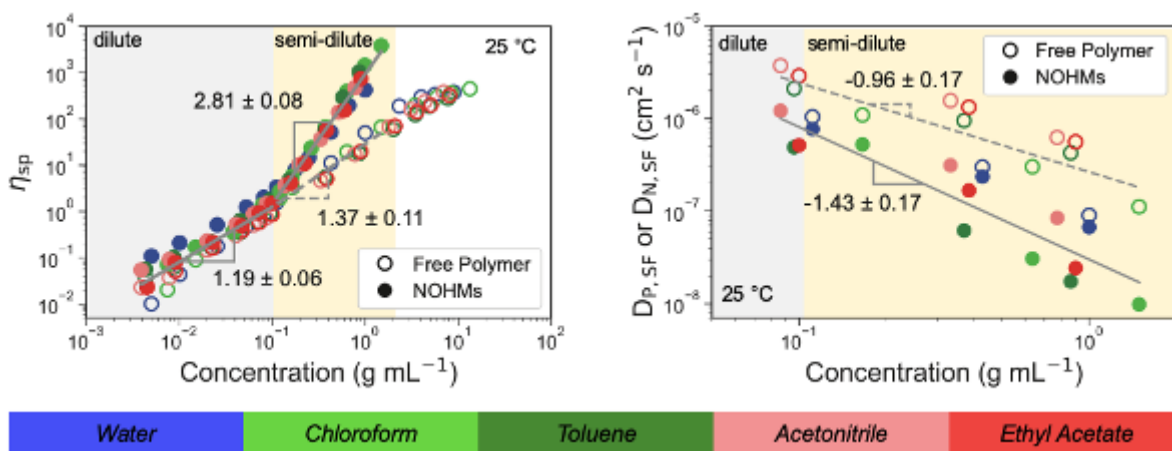 dilute
semi-dilute
25 °C
2.81 ± 0.08
1.37 ± 0.11
1.19 ± 0.06
Free Polymer
NOHMs
η_sp
10⁴
10³
10²
10¹
10⁰
10⁻¹
10⁻²
10⁻³ 10⁻² 10⁻¹ 10⁰ 10¹ 10²
Concentration (g mL⁻¹)
dilute
semi-dilute
Free Polymer
NOHMs
-0.96 ± 0.17
-1.43 ± 0.17
25 °C
D_P, SF or D_N, SF (cm² s⁻¹)
10⁻⁵
10⁻⁶
10⁻⁷
10⁻⁸
10⁻¹ 10⁰
Concentration (g mL⁻¹)
Water Chloroform Toluene Acetonitrile Ethyl Acetate